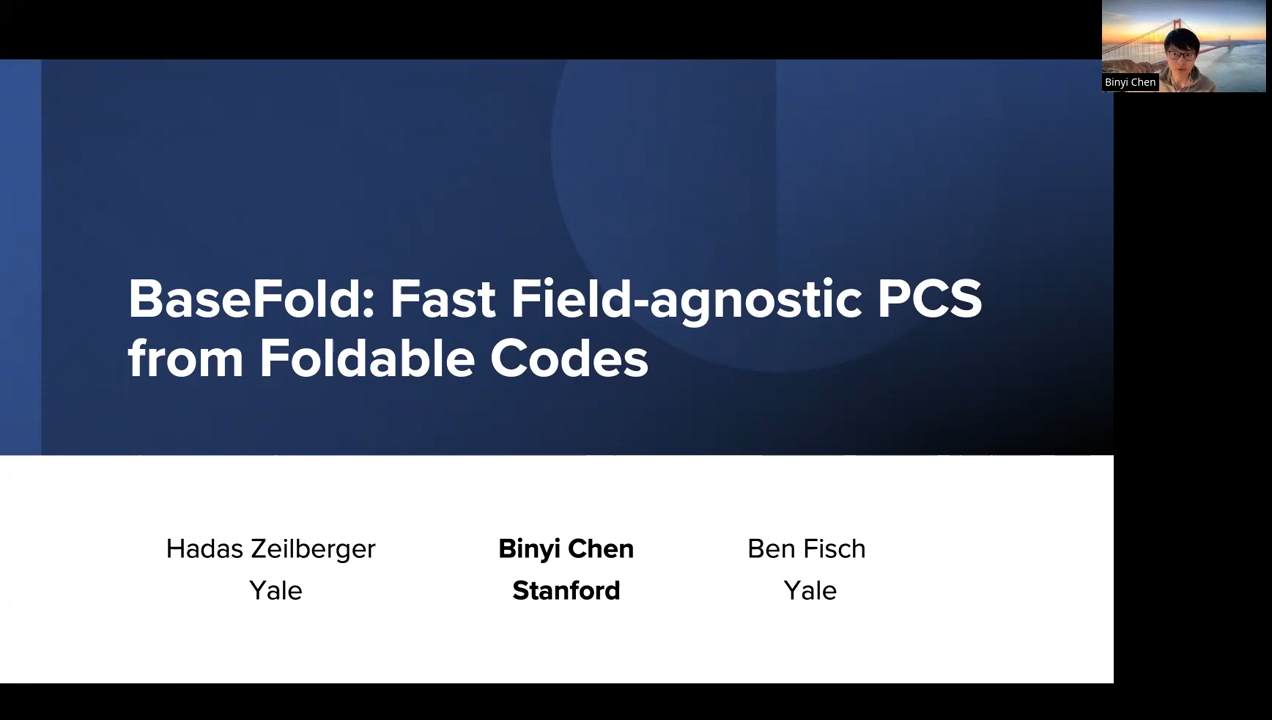 Binyi Chen
BaseFold: Fast Field-agnostic PCS
from Foldable Codes
Hadas Zeilberger
Yale
Binyi Chen
Stanford
Ben Fisch
Yale